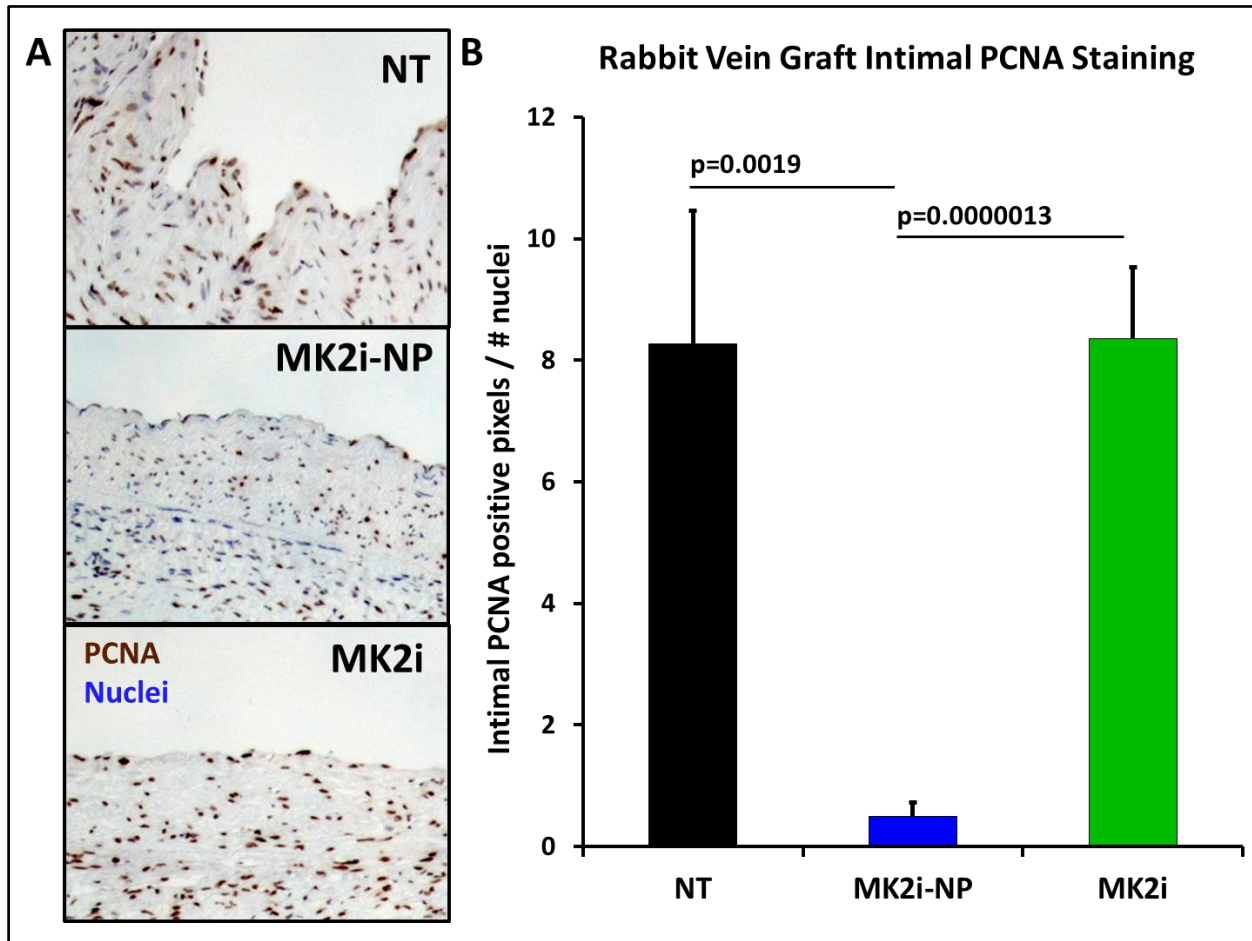 A
NT
MK2i-NP
PCNA
Nuclei
MK2i
B
Rabbit Vein Graft Intimal PCNA Staining
Intimal PCNA positive pixels / # nuclei
12
10
8
6
4
2
0
p=0.0019
p=0.0000013
NT
MK2i-NP
MK2i